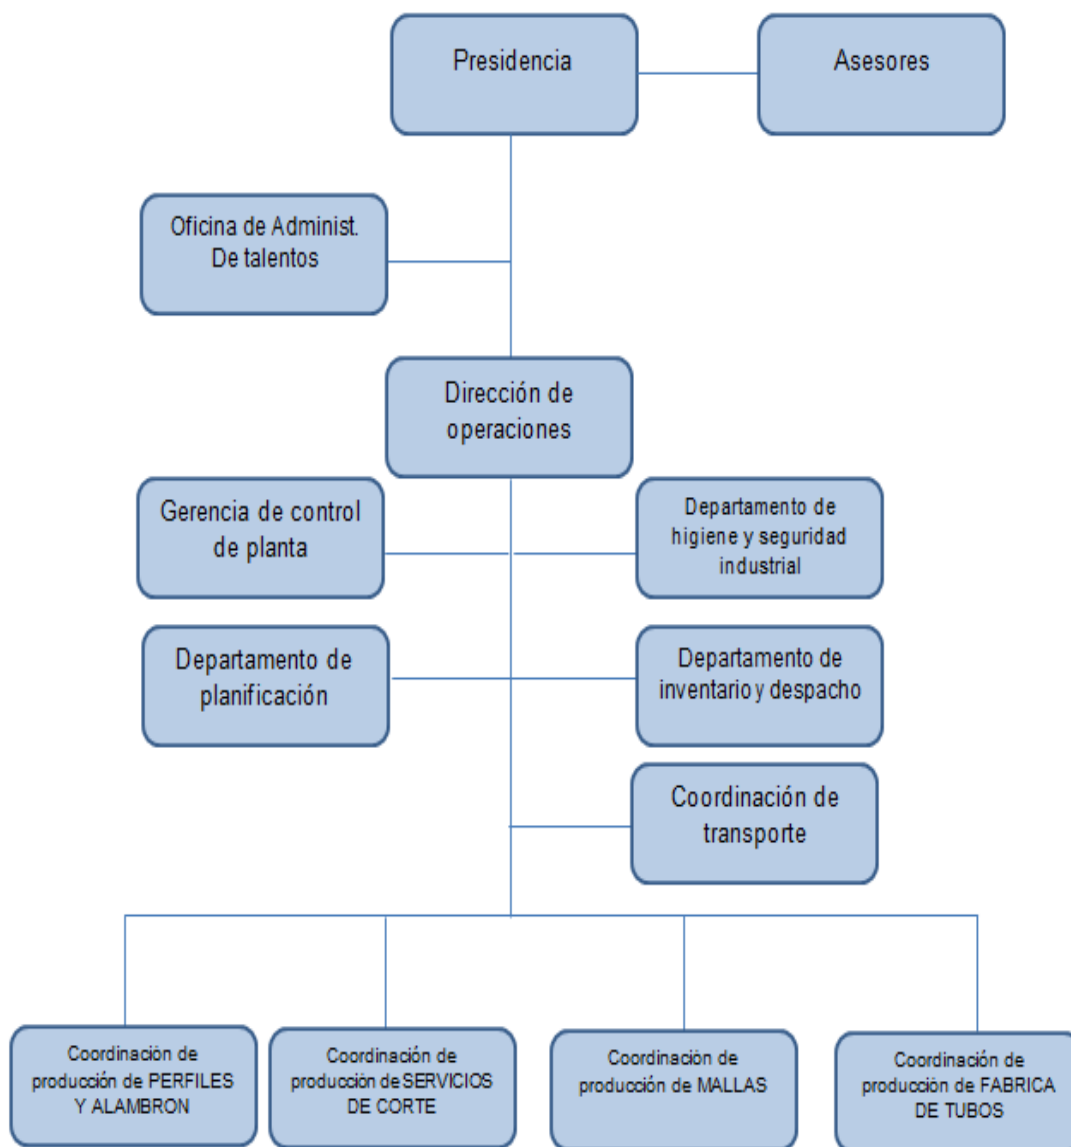 Presidencia
Asesores
Oficina de Administ.
De talentos
Dirección de
operaciones
Gerencia de control
de planta
Departamento de
higiene y seguridad
industrial
Departamento de
planificación
Departamento de
inventario y despacho
Coordinación de
transporte
Coordinación de
producción de PERFILES
Y ALAMBRON
Coordinación de
producción de SERVICIOS
DE CORTE
Coordinación de
producción de MALLAS
Coordinación de
producción de FABRICA
DE TUBOS